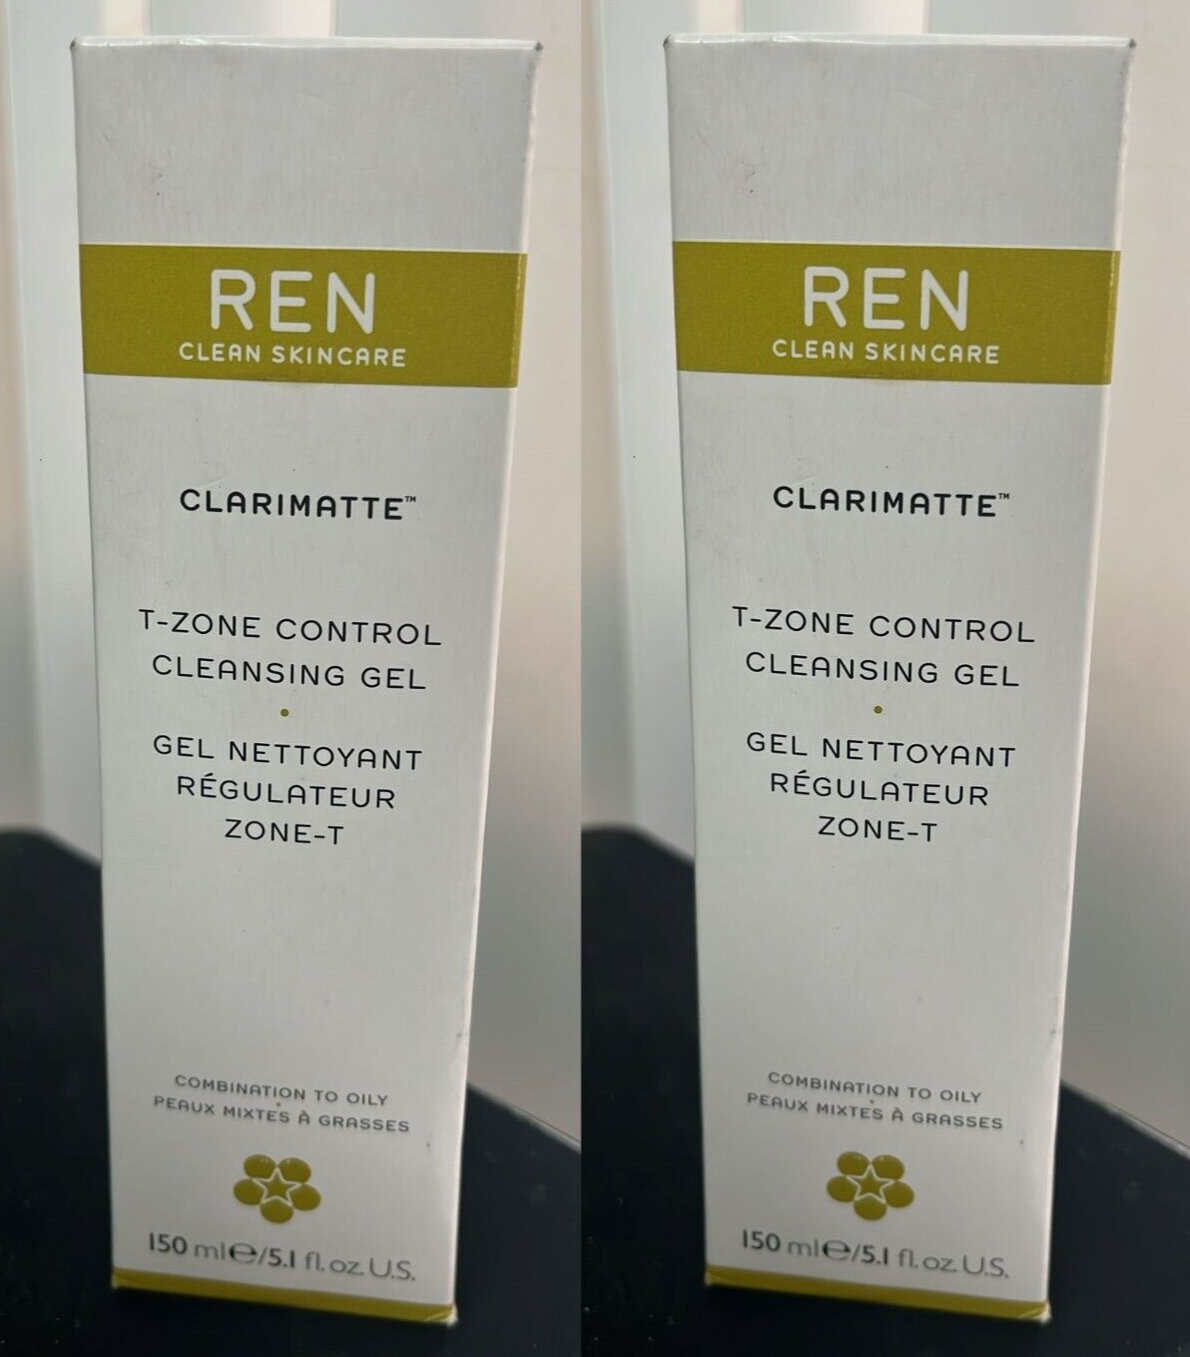 REN
CLEAN SKINCARE
CLARIMATTE™
T-ZONE CONTROL
CLEANSING GEL
GEL NETTOYANT
RÉGULATEUR
ZONE-T
COMBINATION TO OILY
PEAUX MIXTES À GRASSES
150 ml℮/5.1 fl.oz.U.S.
REN
CLEAN SKINCARE
CLARIMATTE™
T-ZONE CONTROL
CLEANSING GEL
GEL NETTOYANT
RÉGULATEUR
ZONE-T
COMBINATION TO OILY
PEAUX MIXTES À GRASSES
150 ml℮/5.1 fl.oz.U.S.